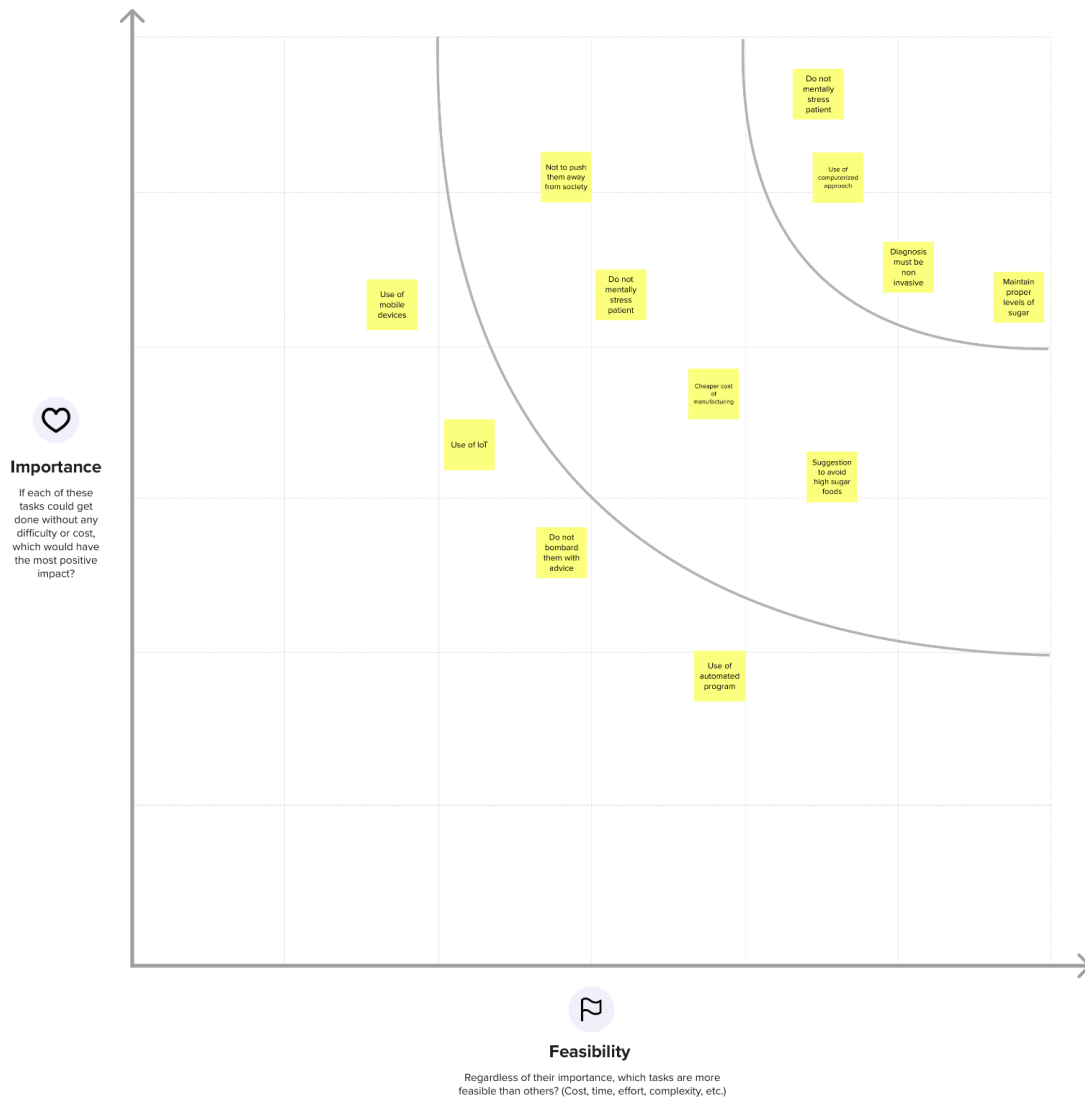 Do not
mentally
stress
patient
Not to push
them away
from society
Use of
computerized
approach
Diagnosis
must be
non
invasive
Do not
mentally
stress
patient
Maintain
proper
levels of
sugar
Use of
mobile
devices
Cheaper cost
of
manufacturing
Use of IoT
Suggestion
to avoid
high sugar
foods
Do not
bombard
them with
advice
Use of
automated
program
Importance
If each of these
tasks could get
done without any
difficulty or cost,
which would have
the most positive
impact?
Feasibility
Regardless of their importance, which tasks are more
feasible than others? (Cost, time, effort, complexity, etc.)